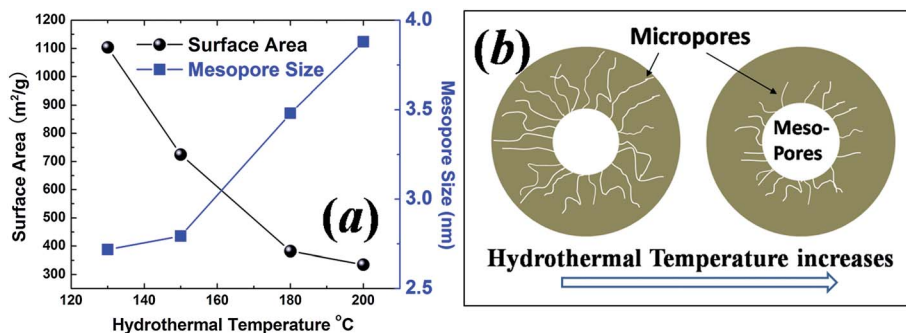 (a)
Surface Area
Mesopore Size
Surface Area (m²/g)
1100
1000
900
800
700
600
500
400
300
4.0
3.5
3.0
2.5
Mesopore Size (nm)
120 140 160 180 200
Hydrothermal Temperature °C
(b)
Micropores
Meso-
Pores
Hydrothermal Temperature increases